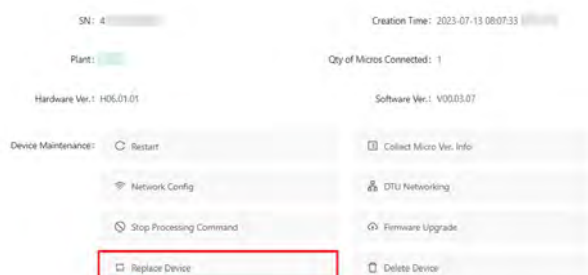 SN: 4
Creation Time: 2023-07-13 08:07:33
Plant:
Qty of Micros Connected: 1
Hardware Ver.: H06.01.01
Software Ver.: V00.03.07
Device Maintenance:
Restart
Collect Micro Ver. Info
Network Config
DTU Networking
Stop Processing Command
Firmware Upgrade
Replace Device
Delete Device